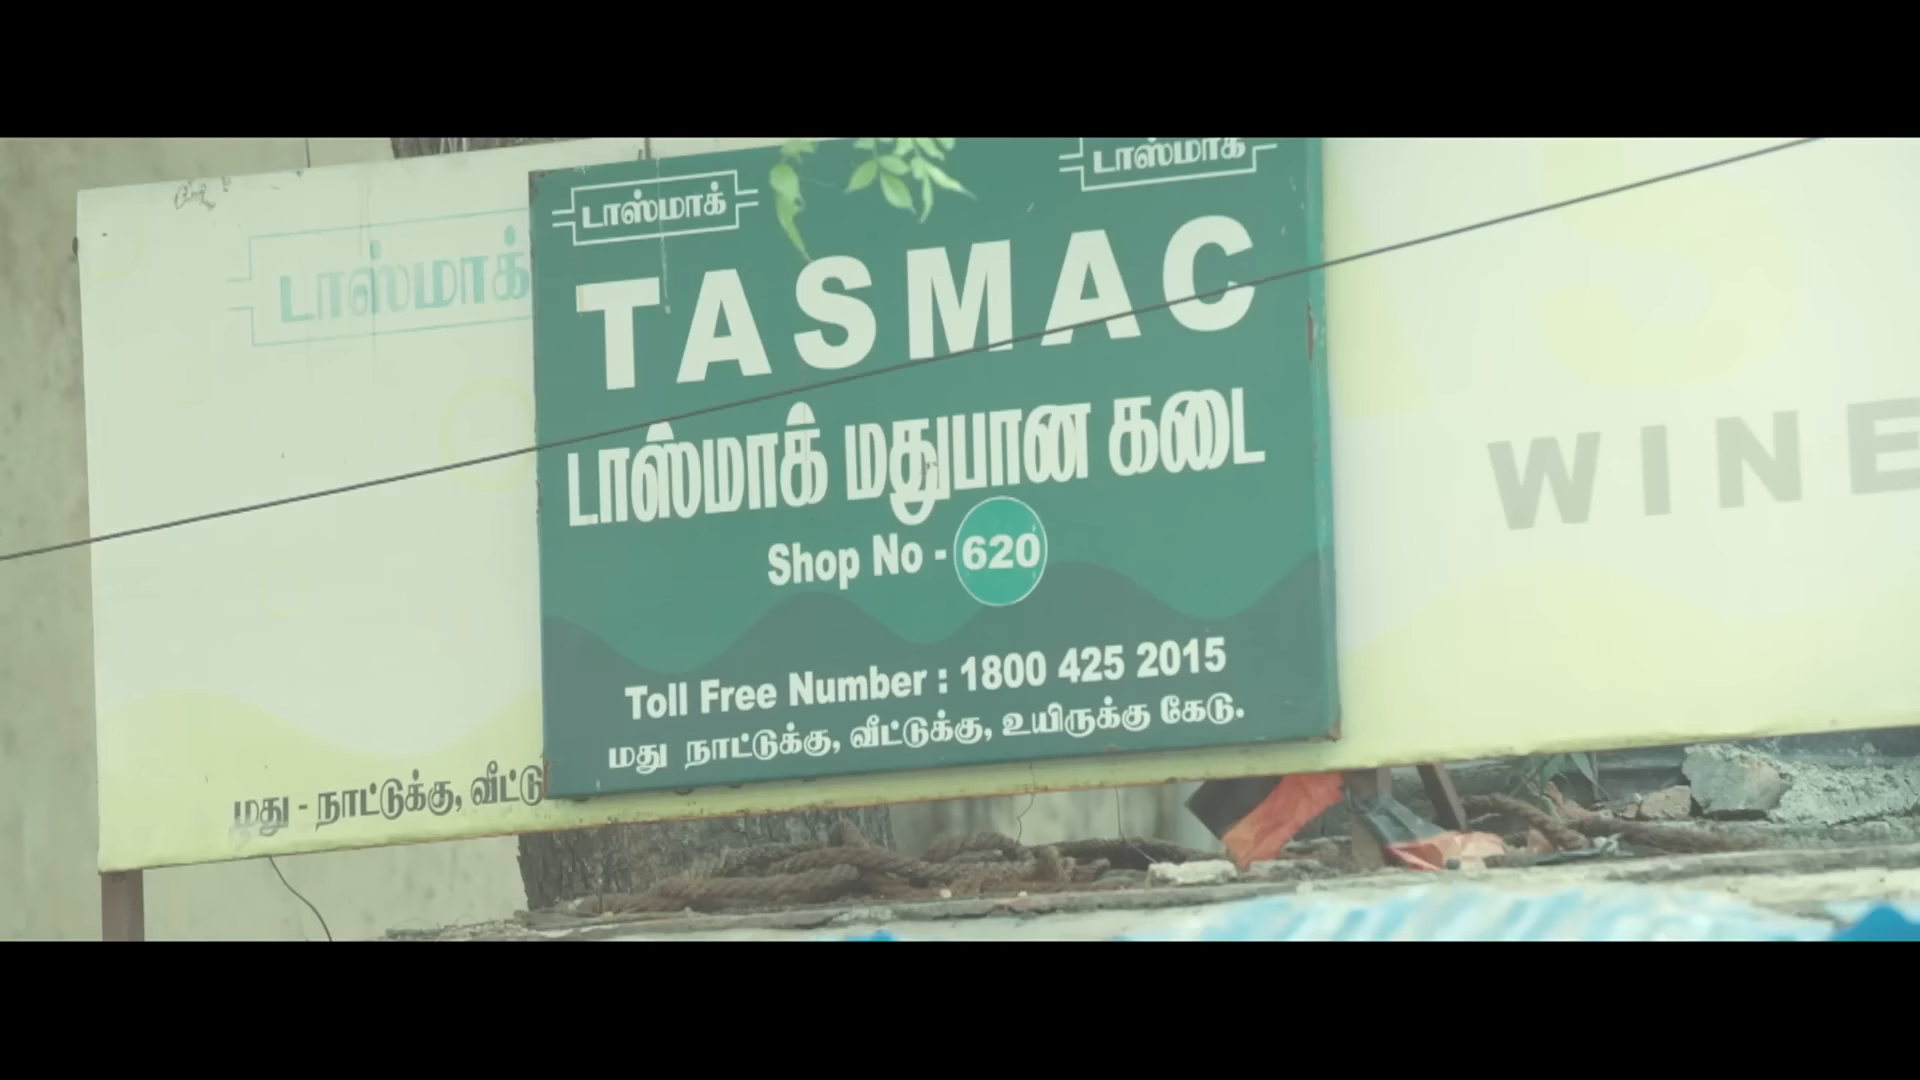 டாஸ்மாக்
டாஸ்மாக்
டாஸ்மாக்
TASMAC
டாஸ்மாக் மதுபான கடை
Shop No - 620
Toll Free Number : 1800 425 2015
மது நாட்டுக்கு, வீட்டுக்கு, உயிருக்கு கேடு.
மது - நாட்டுக்கு, வீட்டு
WINE